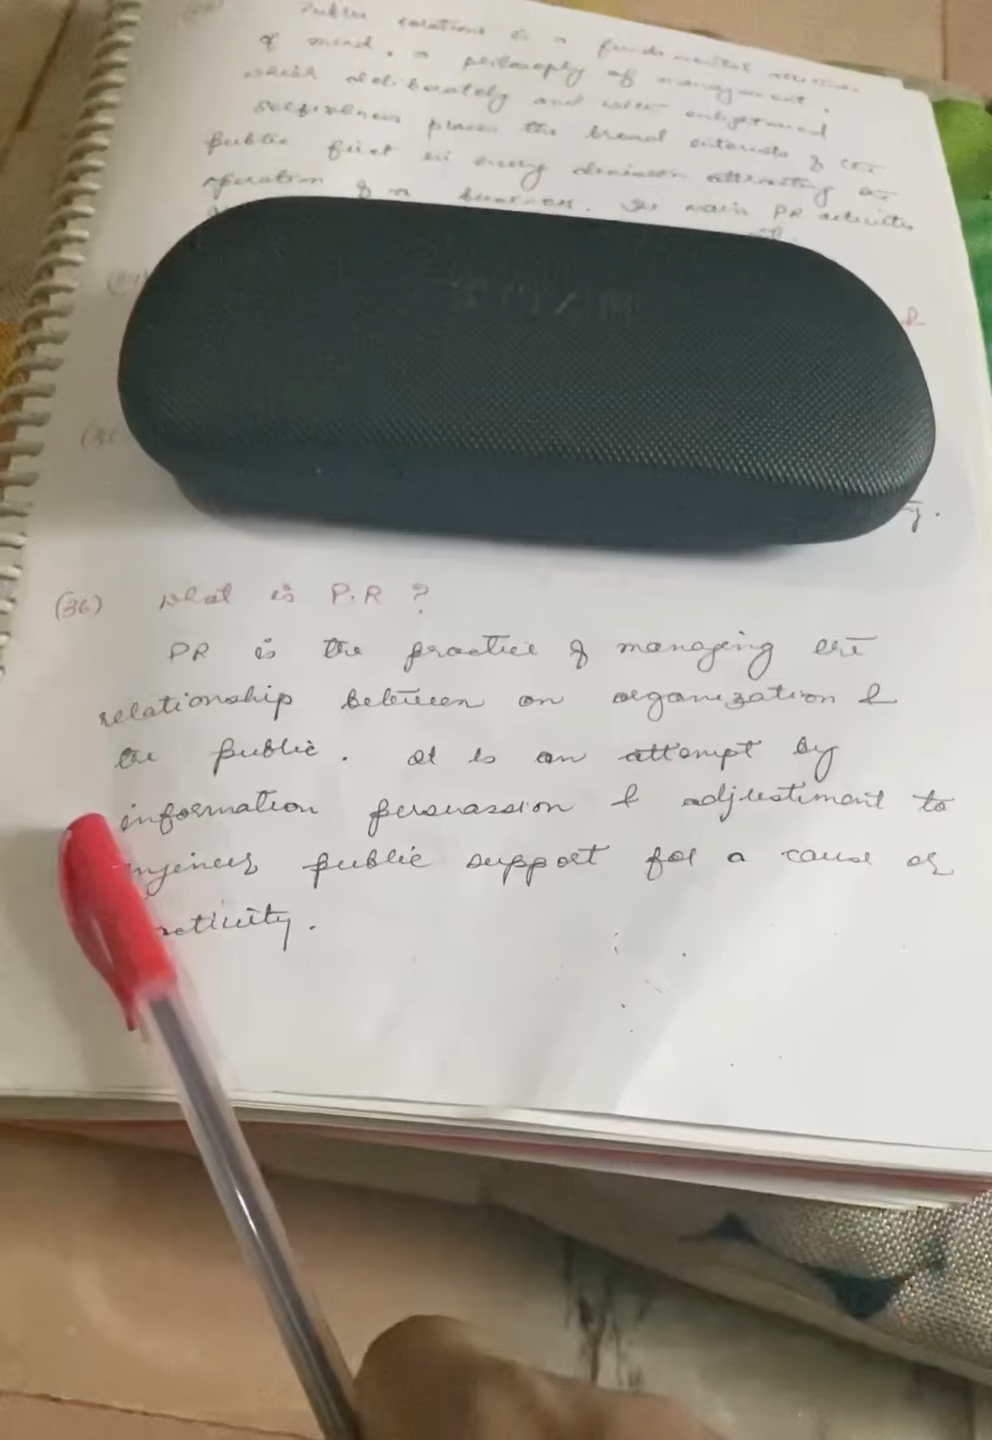 Public relations is a fundamental attitude
of mind, a philosophy of management,
which deliberately and with enlightened
selfishness places the broad interests of the
public first in every decision affecting the
operation of a business. The main PR activities
(36) What is P.R ?
PR is the practice of managing the
relationship between an organization &
the public. It is an attempt by
information persuassion & adjustiment to
engineer public support for a cause or
activity.